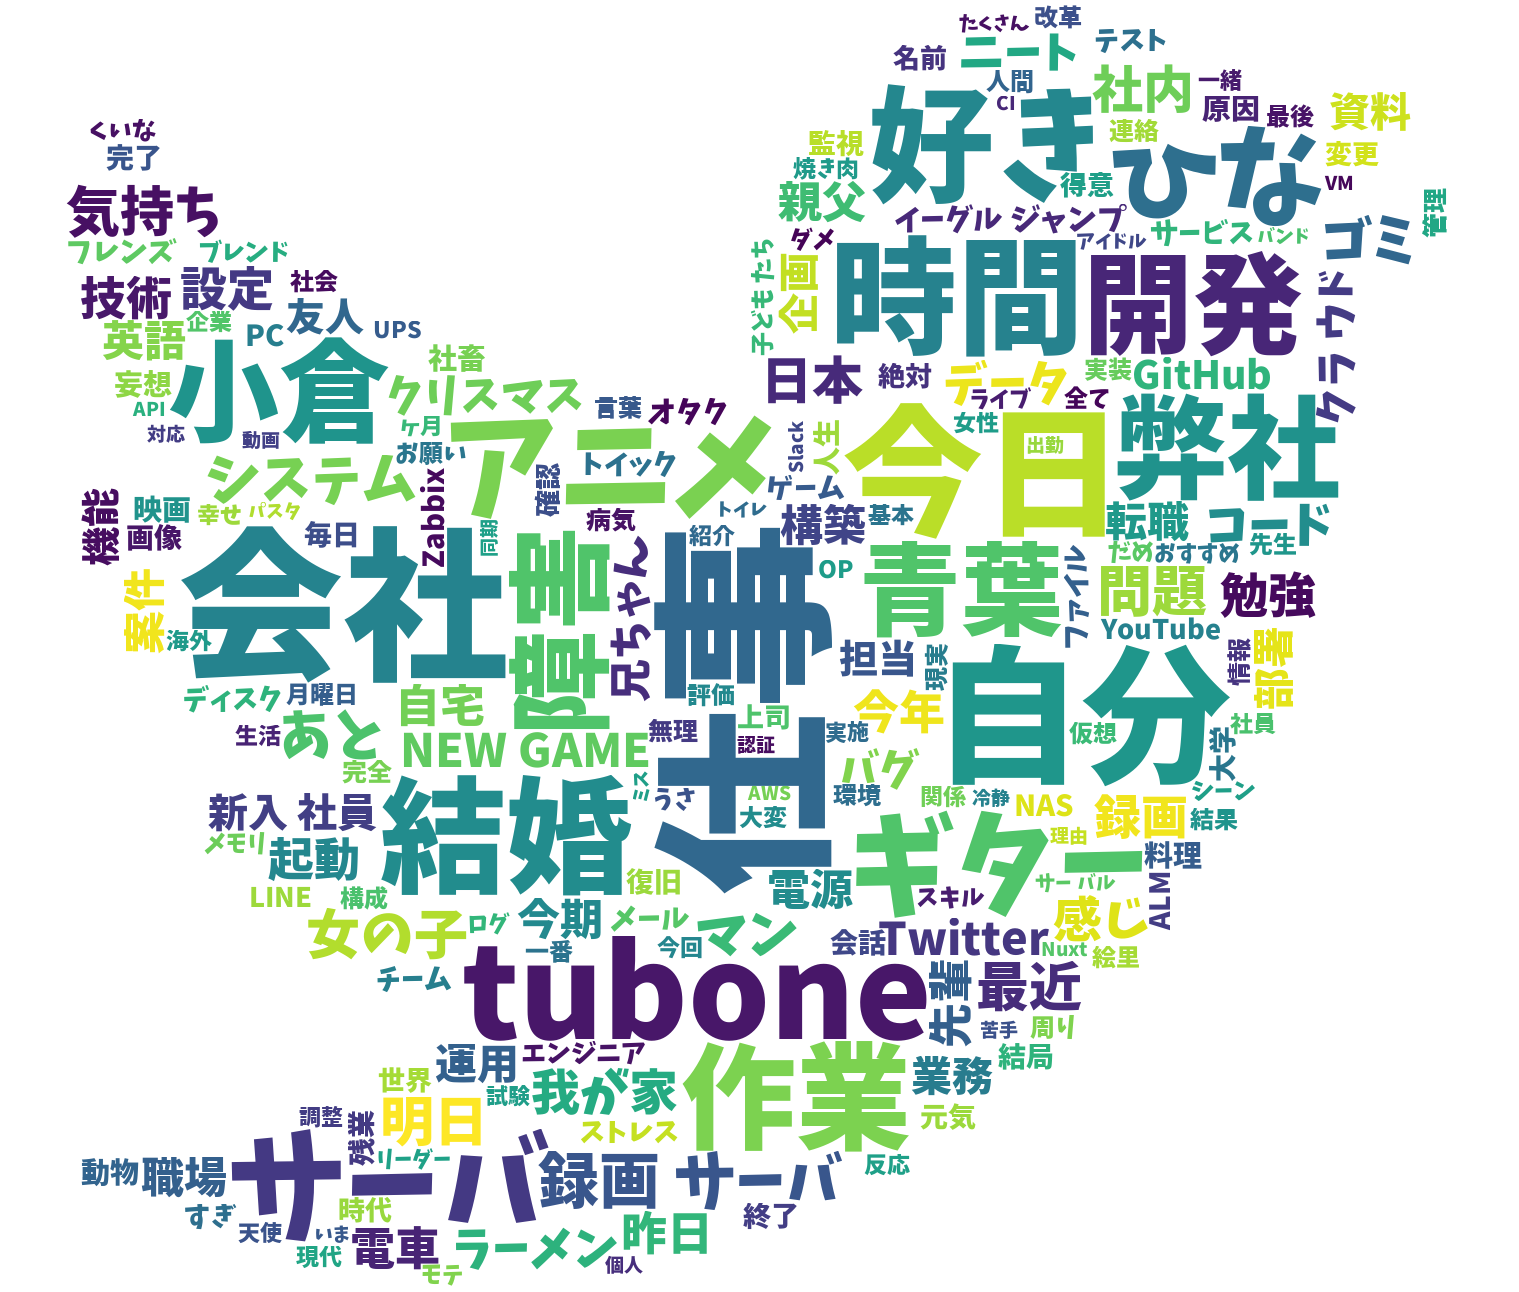 たくさん
改革
名前
ニート
テスト
人間
CI
社内
一緒
原因
最後
資料
くいな
完了
好き
監視
連絡
ひな
変更
焼き肉
得意
VM
管理
気持ち
親父
イーグル ジャンプ
サービス
バンド
ゴミ
フレンズ
ブレンド
ダメ
アイドル
子ども たち
企画
時間
開発
クラ ウド
技術
設定
社会
友人
企業
PC
UPS
英語
小倉
社畜
日本
絶対
データ
実装
GitHub
妄想
クリスマス
言葉
オタク
ライブ
全て
API
対応
動画
ケ月
お願い
アニメ
女性
Slack
人生
今日
出勤
弊社
システム
トイック
確認
Zabbix
ゲーム
機能
映画
幸せ
パスタ
トイレ
画像
毎日
同期
病気
紹介
構築
基本
転職
コード
先生
会社
障害
兄ちゃん
仕事
OP
青葉
ファイル
だめ
おすすめ
問題
勉強
案件
海外
YouTube
担当
現実
情報
部署
ディスク
月曜日
自宅
評価
今年
自分
社員
生活
あと
NEW GAME
無理
上司
認証
実施
仮想
大学
完全
ミス
うさ
AWS
バグ
環境
関係
冷静
NAS
シーン
新入 社員
結婚
大変
録画
結果
メモリ
起動
ギター
理由
料理
LINE
構成
復旧
電源
スキル
サー バル
ALM
女の子
ログ
今期
メール
マン
感じ
一番
今回
会話
Twitter
Nuxt
絵里
チーム
tubone
先輩
最近
苦手
周り
運用
エンジニア
作業
業務
結局
世界
試験
我が家
明日
調整
残業
ストレス
元気
動物
職場
サーバ
リーダー
録画 サーバ
反応
すぎ
時代
終了
天使
いま
電車
ラーメン
昨日
現代
モテ
個人